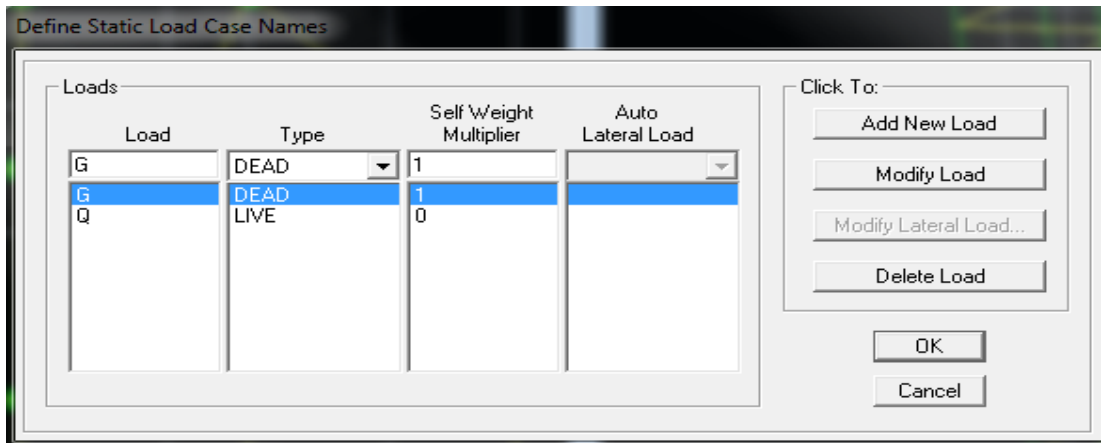 Define Static Load Case Names
Loads
Load Type Self Weight Multiplier Auto Lateral Load
G DEAD 1
G DEAD 1
Q LIVE 0
Click To:
Add New Load
Modify Load
Modify Lateral Load...
Delete Load
OK
Cancel